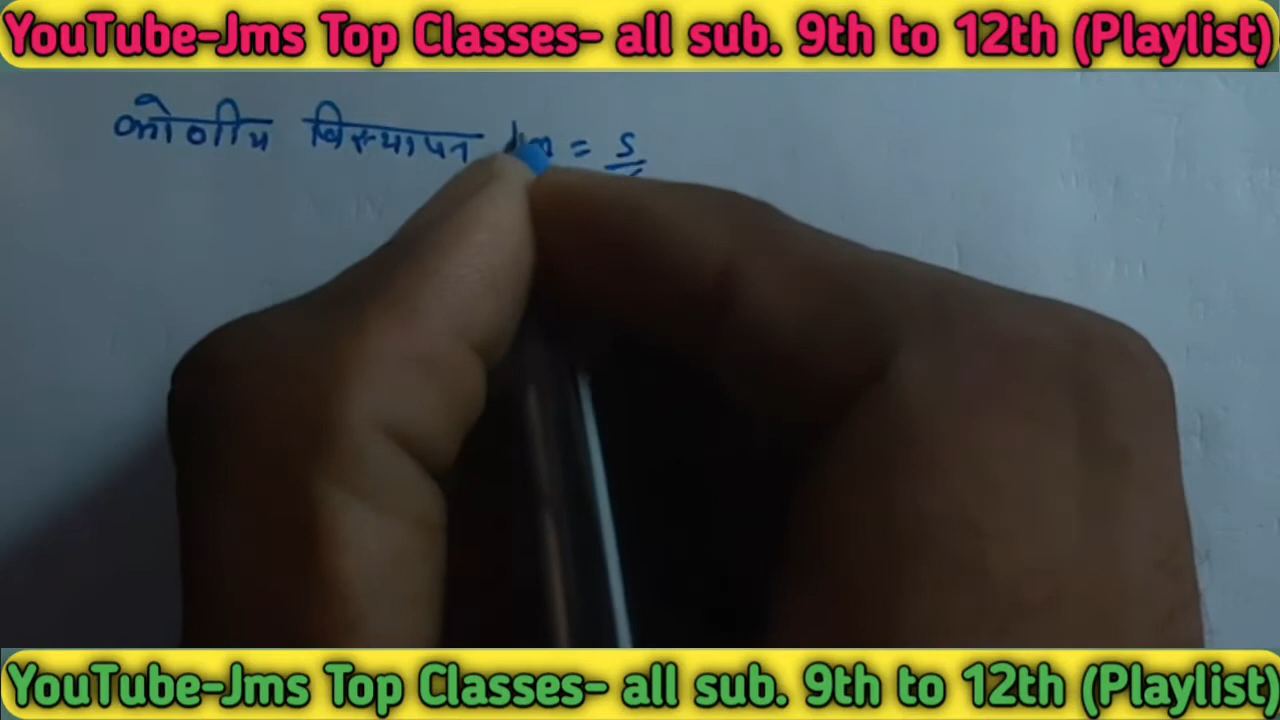 YouTube-Jms Top Classes- all sub. 9th to 12th (Playlist)
कोणीय विस्थापन = s
YouTube-Jms Top Classes- all sub. 9th to 12th (Playlist)